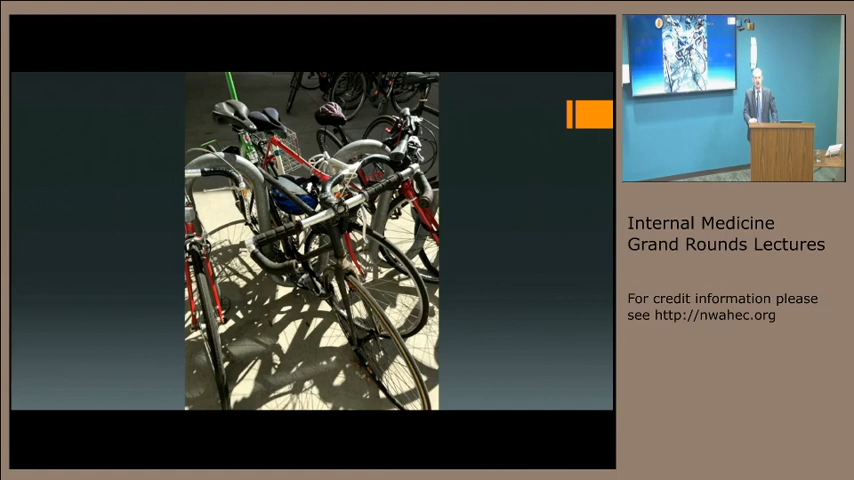 Internal Medicine
Grand Rounds Lectures
For credit information please
see http://nwahec.org